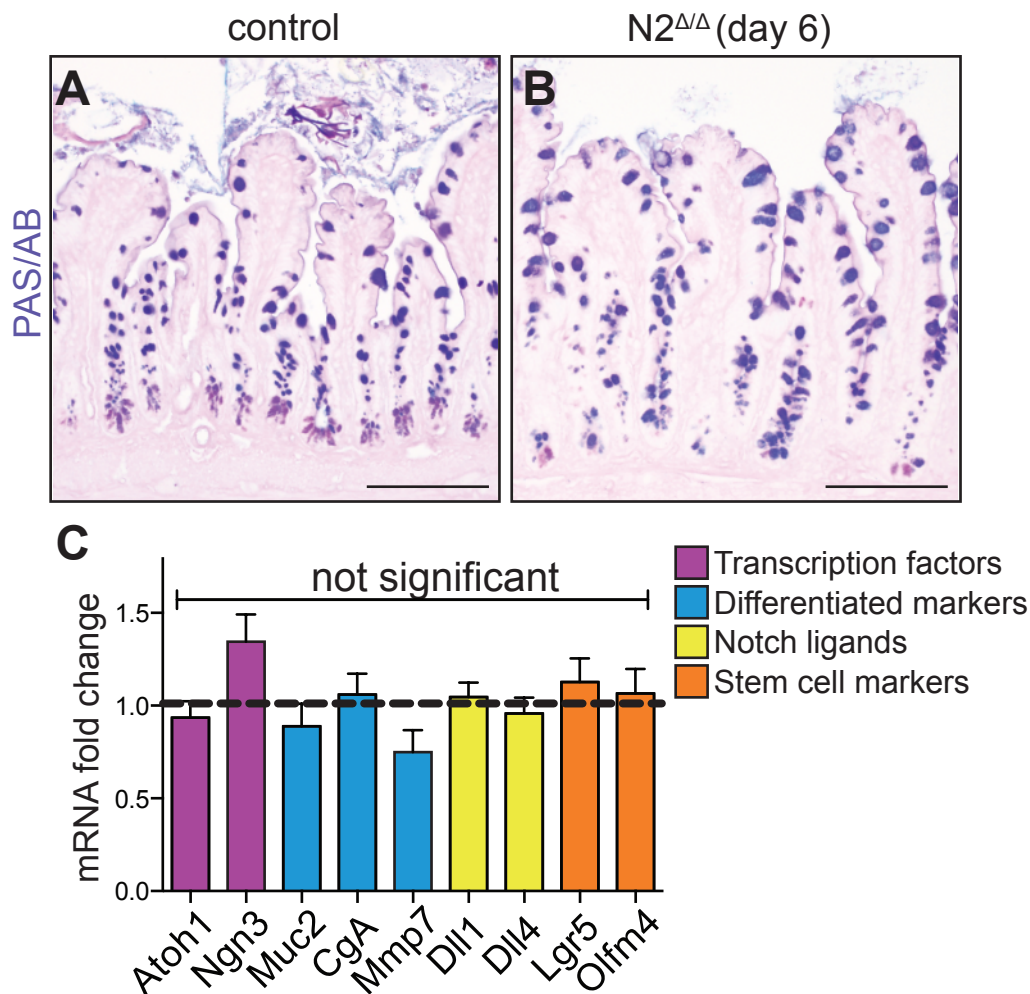 control
N2Δ/Δ (day 6)
A
B
PAS/AB
C
not significant
Transcription factors
Differentiated markers
Notch ligands
Stem cell markers
mRNA fold change
1.5
1.0
0.5
0.0
Atoh1
Ngn3
Muc2
CgA
Mmp7
Dll1
Dll4
Lgr5
Olfm4